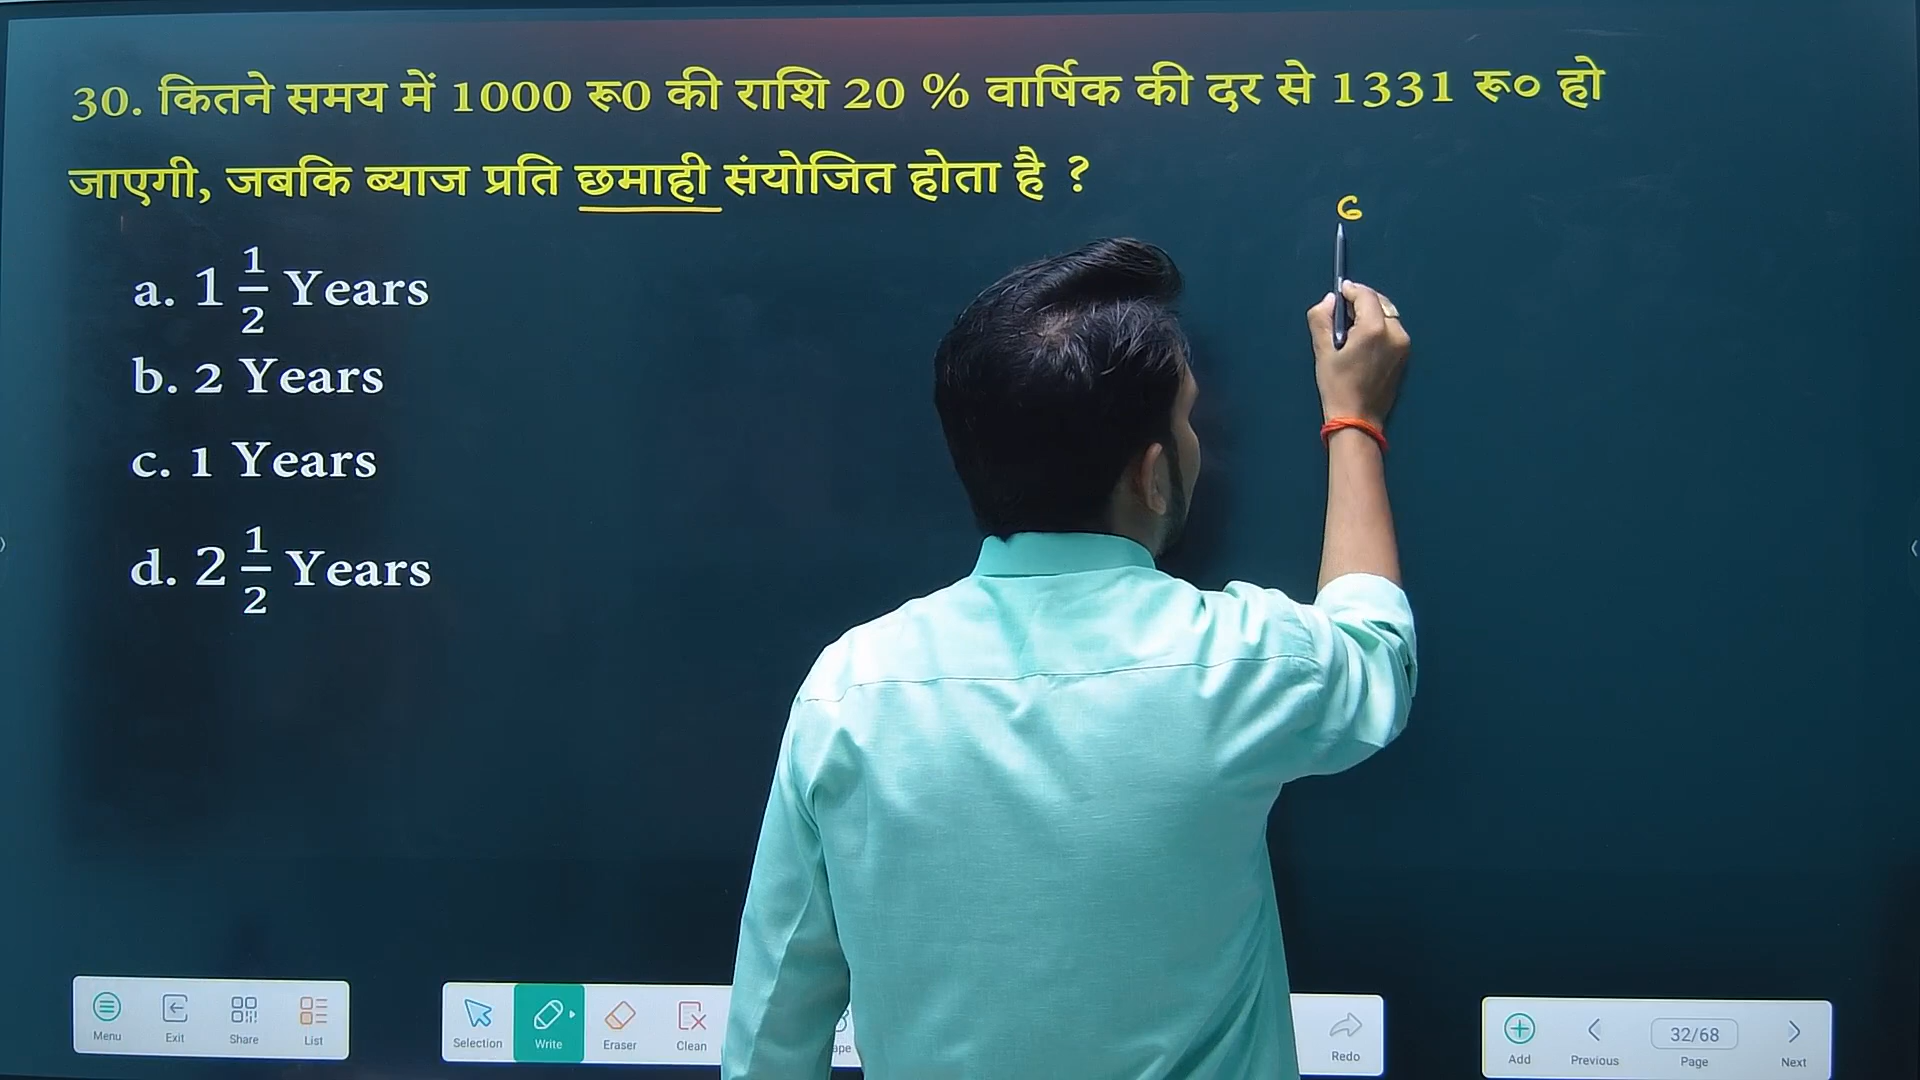 30. कितने समय में 1000 रू0 की राशि 20 % वार्षिक की दर से 1331 रू० हो
जाएगी, जबकि ब्याज प्रति छमाही संयोजित होता है ?
6
a. 1 1/2 Years
b. 2 Years
c. 1 Years
d. 2 1/2 Years
Menu Exit Share List Selection Write Eraser Clean ape Redo Add Previous 32/68 Page Next